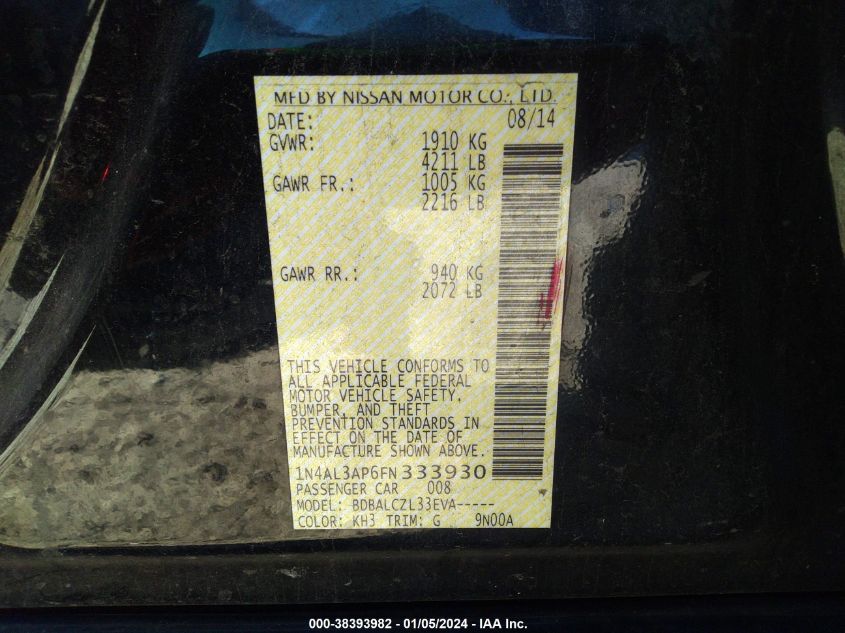 MFD BY NISSAN MOTOR CO., LTD.
DATE: 08/14
GVWR: 1910 KG
4211 LB
GAWR FR.: 1005 KG
2216 LB
GAWR RR.: 940 KG
2072 LB
THIS VEHICLE CONFORMS TO
ALL APPLICABLE FEDERAL
MOTOR VEHICLE SAFETY,
BUMPER, AND THEFT
PREVENTION STANDARDS IN
EFFECT ON THE DATE OF
MANUFACTURE SHOWN ABOVE.
1N4AL3AP6FN333930
PASSENGER CAR 008
MODEL: BDBALCZL33EVA-----
COLOR: KH3 TRIM: G 9N00A
000-38393982 - 01/05/2024 - IAA Inc.